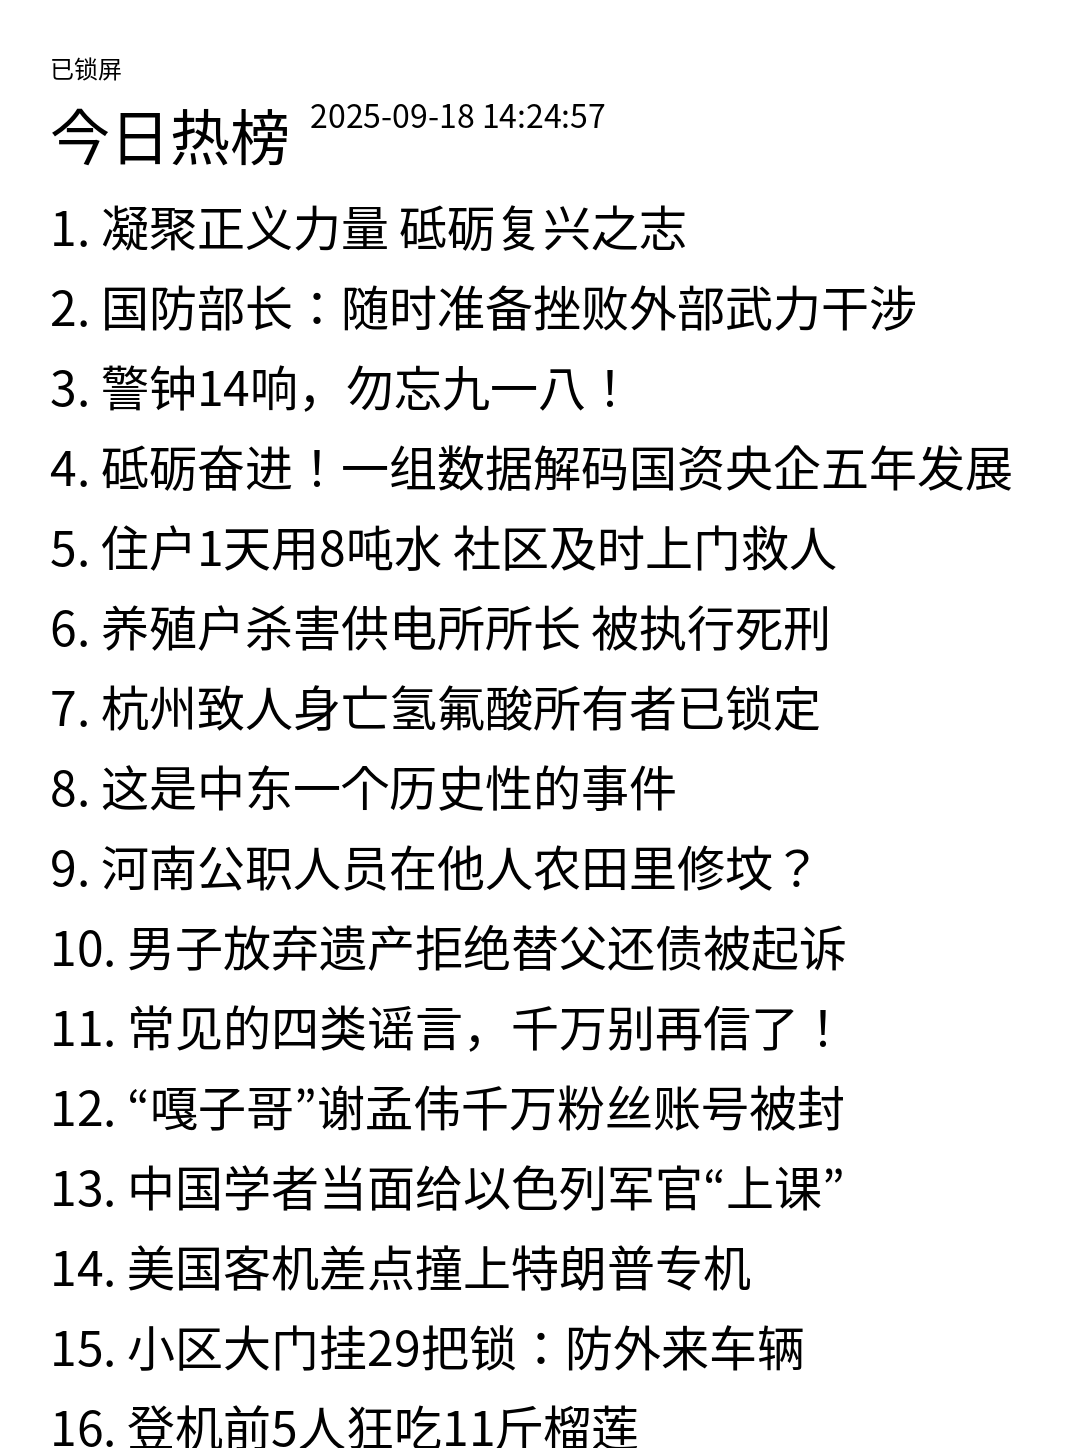 已锁屏
今日热榜 2025-09-18 14:24:57
1. 凝聚正义力量 砥砺复兴之志
2. 国防部长：随时准备挫败外部武力干涉
3. 警钟14响，勿忘九一八！
4. 砥砺奋进！一组数据解码国资央企五年发展
5. 住户1天用8吨水 社区及时上门救人
6. 养殖户杀害供电所所长 被执行死刑
7. 杭州致人身亡氢氟酸所有者已锁定
8. 这是中东一个历史性的事件
9. 河南公职人员在他人农田里修坟？
10. 男子放弃遗产拒绝替父还债被起诉
11. 常见的四类谣言，千万别再信了！
12. “嘎子哥”谢孟伟千万粉丝账号被封
13. 中国学者当面给以色列军官“上课”
14. 美国客机差点撞上特朗普专机
15. 小区大门挂29把锁：防外来车辆
16. 登机前5人狂吃11斤榴莲